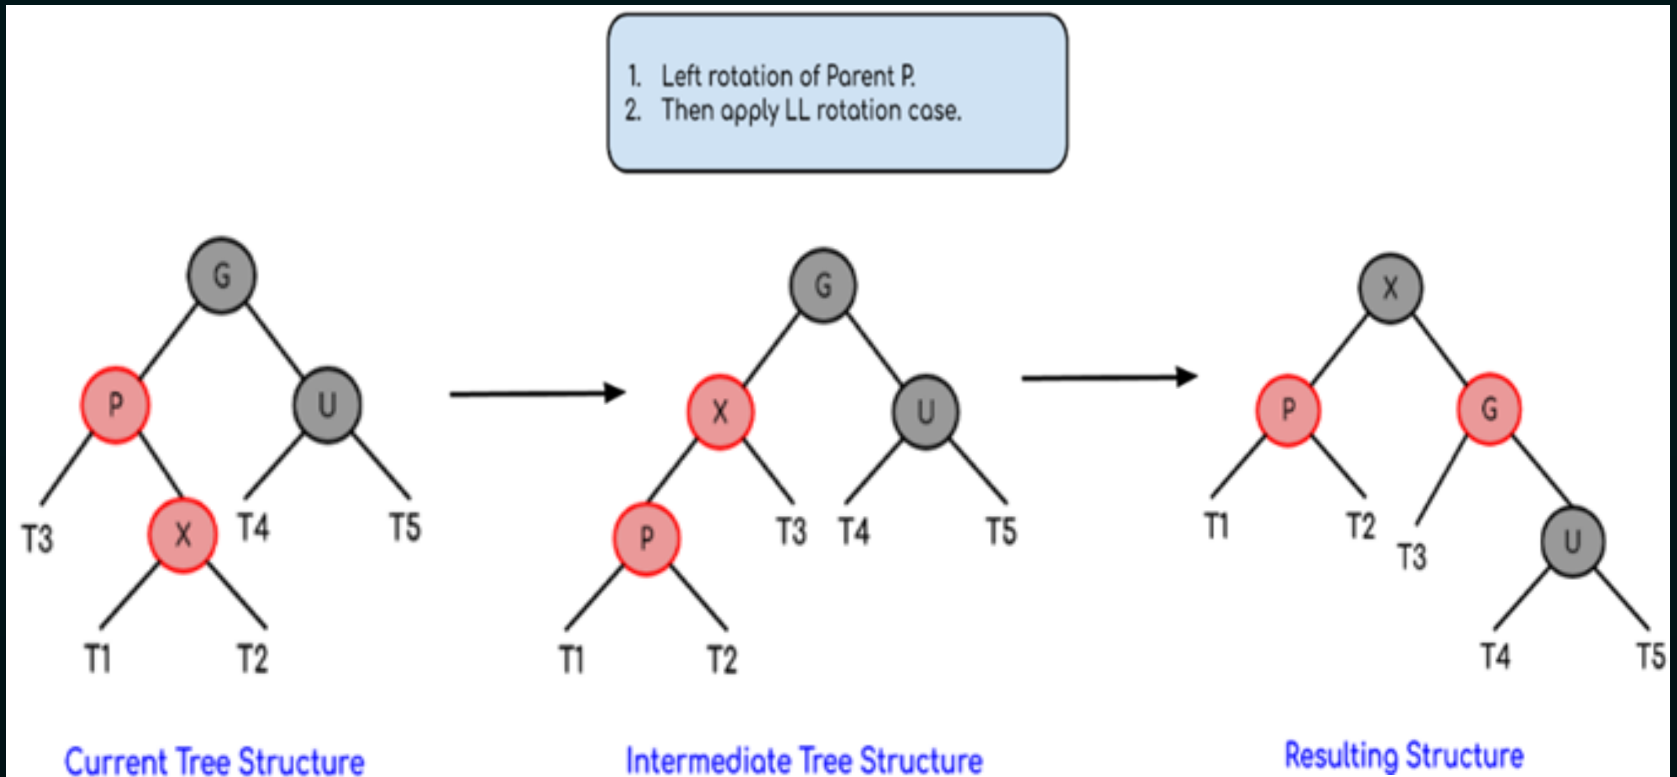 1. Left rotation of Parent P.
2. Then apply LL rotation case.
G
P
U
T3
X
T4
T5
T1
T2
Current Tree Structure
G
X
U
P
T3
T4
T5
T1
T2
Intermediate Tree Structure
X
P
G
T1
T2
T3
U
T4
T5
Resulting Structure